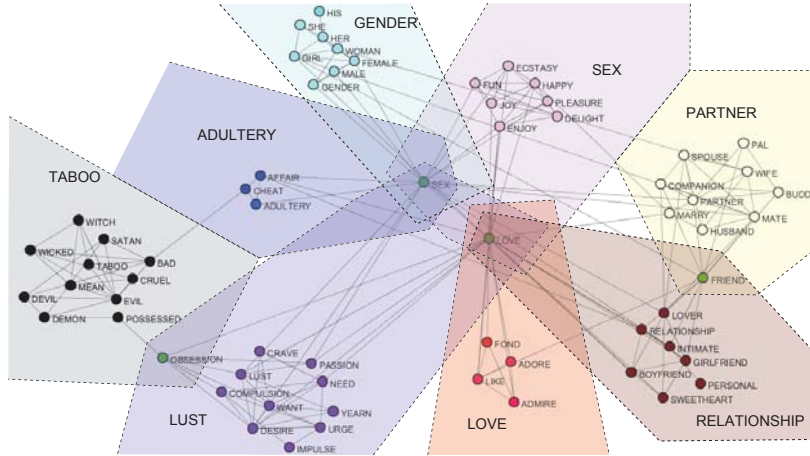 GENDER
HIS
SHE
HER
WOMAN
GIRL
FEMALE
MALE
GENDER
SEX
ECSTASY
FUN
HAPPY
JOY
PLEASURE
DELIGHT
ENJOY
PARTNER
PAL
SPOUSE
WIFE
COMPANION
BUDD
PARTNER
MARRY
MATE
HUSBAND
FRIEND
ADULTERY
AFFAIR
CHEAT
ADULTERY
SEX
LOVE
TABOO
WITCH
SATAN
WICKED
TABOO
BAD
CRUEL
MEAN
DEVIL
EVIL
DEMON
POSSESSED
OBSESSION
CRAVE
PASSION
LUST
NEED
COMPULSION
WANT
YEARN
DESIRE
URGE
IMPULSE
LUST
FOND
ADORE
LIKE
ADMIRE
LOVE
LOVER
RELATIONSHIP
INTIMATE
GIRLFRIEND
BOYFRIEND
PERSONAL
SWEETHEART
RELATIONSHIP